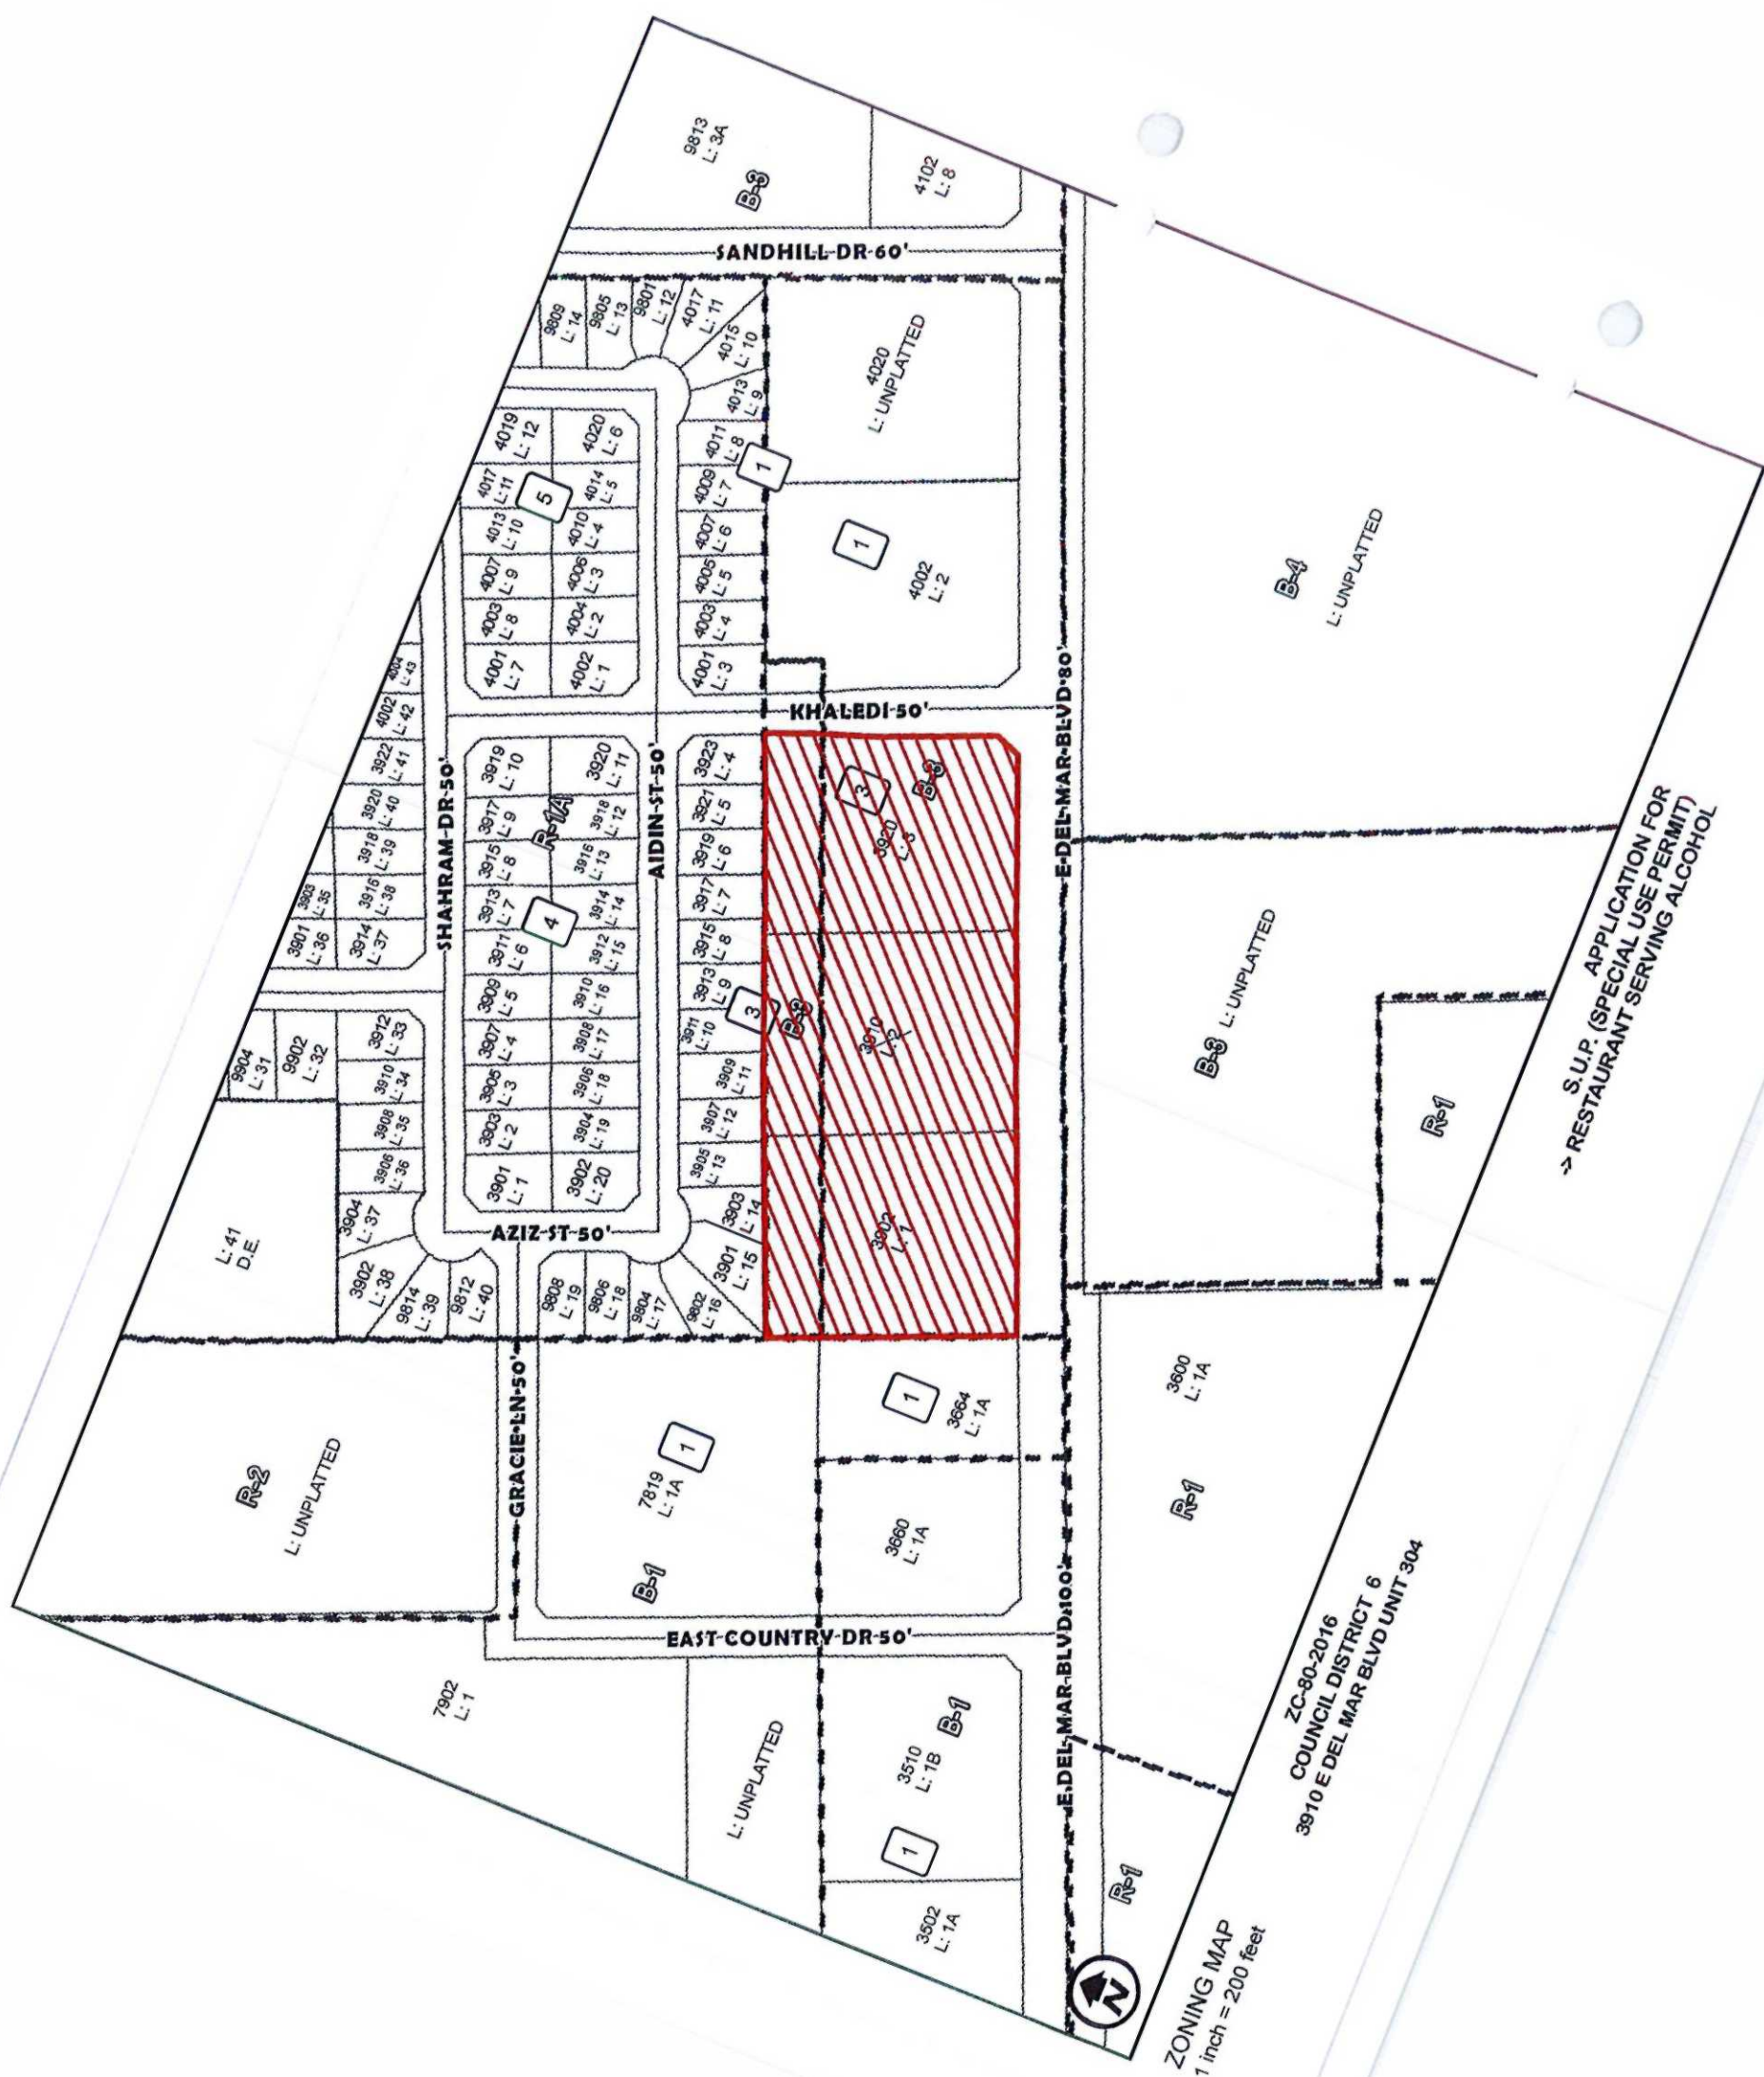 9813
L: 3A
B-3
4102
L: 8
SANDHILL DR 60'
9809
L: 14
9805
L: 13
9801
L: 12
4017
L: 11
4015
L: 10
4013
L: 9
4011
L: 8
4009
L: 7
4007
L: 6
4005
L: 5
4003
L: 4
4001
L: 3
1
4020
L: UNPLATTED
1
4002
L: 2
4019
L: 12
4020
L: 6
4017
L: 11
5
4014
L: 5
4013
L: 10
4010
L: 4
4007
L: 9
4006
L: 3
4003
L: 8
4004
L: 2
4001
L: 7
4002
L: 1
4004
L: 43
4002
L: 42
3922
L: 41
3920
L: 40
3918
L: 39
3916
L: 38
3914
L: 37
3903
L: 35
3901
L: 36
KHALEDI 50'
SHAHRAM DR 50'
AIDIN ST 50'
E DEL MAR BLVD 80'
3919
L: 10
3920
L: 11
3917
L: 9
R-1A
3918
L: 12
3915
L: 8
3916
L: 13
3913
L: 7
4
3914
L: 14
3911
L: 6
3912
L: 15
3909
L: 5
3910
L: 16
3907
L: 4
3908
L: 17
3905
L: 3
3906
L: 18
3903
L: 2
3904
L: 19
3901
L: 1
3902
L: 20
3923
L: 4
3921
L: 5
3919
L: 6
3917
L: 7
3915
L: 8
3913
L: 9
3911
L: 10
3909
L: 11
3907
L: 12
3905
L: 13
3903
L: 14
3901
L: 15
3
3
B-3
3920
L: 3
3910
L: 2
3902
L: 1
9904
L: 31
9902
L: 32
3912
L: 33
3910
L: 34
3908
L: 35
3906
L: 36
3904
L: 37
3902
L: 38
9814
L: 39
9812
L: 40
L: 41
D.E.
AZIZ ST 50'
9808
L: 19
9806
L: 18
9804
L: 17
9802
L: 16
GRACIE LN 50'
R-2
L: UNPLATTED
7819
L: 1A
1
B-1
1
3664
L: 1A
3660
L: 1A
EAST COUNTRY DR 50'
E DEL MAR BLVD 100'
7902
L: 1
L: UNPLATTED
3510
L: 1B
B-1
1
3502
L: 1A
B-4
L: UNPLATTED
B-3
L: UNPLATTED
R-1
3600
L: 1A
R-1
R-1
N
ZONING MAP
1 inch = 200 feet
ZC-80-2016
COUNCIL DISTRICT 6
3910 E DEL MAR BLVD UNIT 304
APPLICATION FOR
S.U.P. (SPECIAL USE PERMIT)
-> RESTAURANT SERVING ALCOHOL